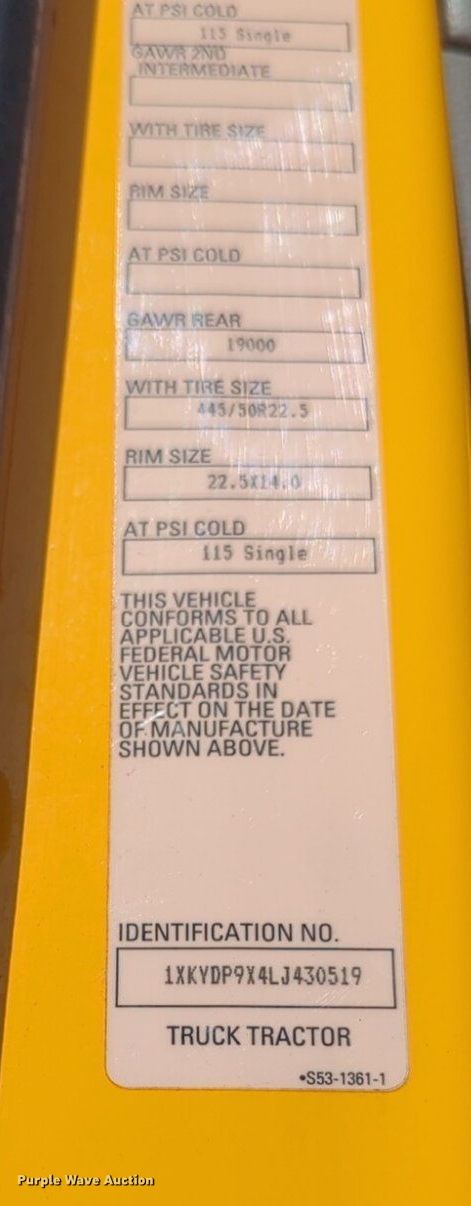 AT PSI COLD
115 Single
GAWR 2ND
INTERMEDIATE
WITH TIRE SIZE
RIM SIZE
AT PSI COLD
GAWR REAR
19000
WITH TIRE SIZE
445/50R22.5
RIM SIZE
22.5X14.0
AT PSI COLD
115 Single
THIS VEHICLE
CONFORMS TO ALL
APPLICABLE U.S.
FEDERAL MOTOR
VEHICLE SAFETY
STANDARDS IN
EFFECT ON THE DATE
OF MANUFACTURE
SHOWN ABOVE.
IDENTIFICATION NO.
1XKYDP9X4LJ430519
TRUCK TRACTOR
•S53-1361-1
Purple Wave Auction